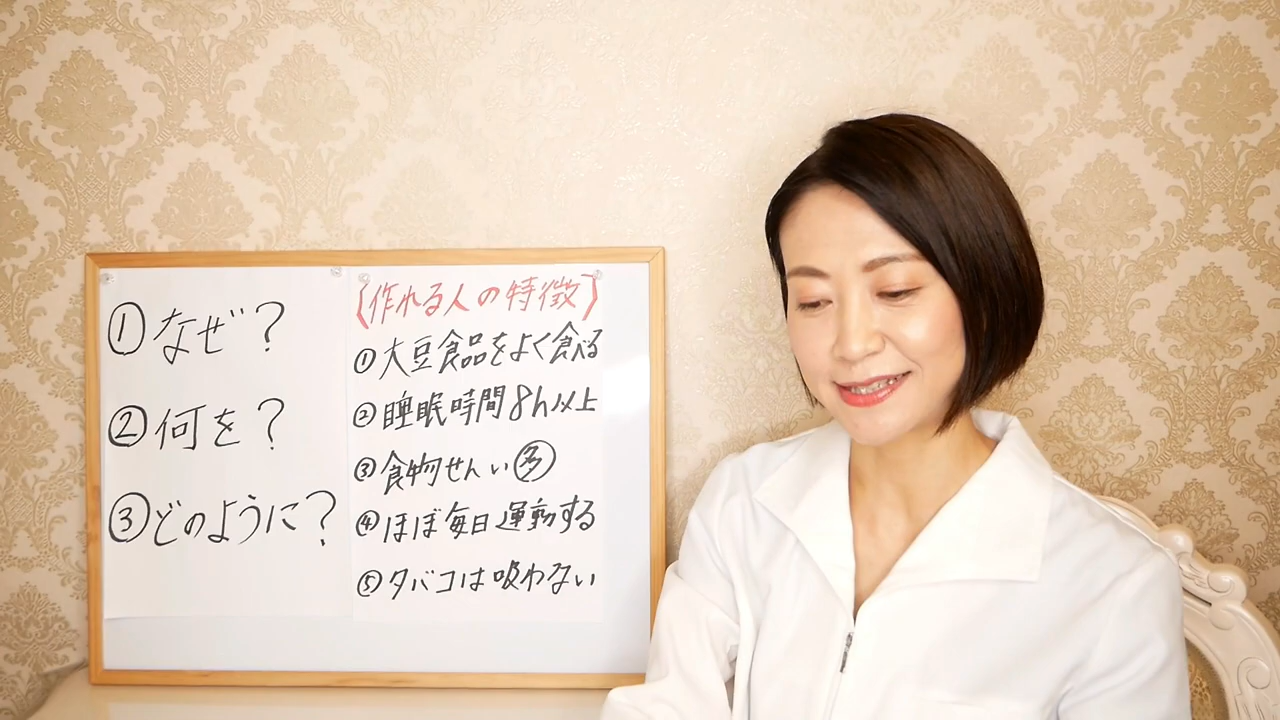 ①なぜ?
②何を?
③どのように?
{作れる人の特徴}
①大豆食品をよく食べる
②睡眠時間8h以上
③食物せんい㊂多
④ほぼ毎日運動する
⑤タバコは吸わない